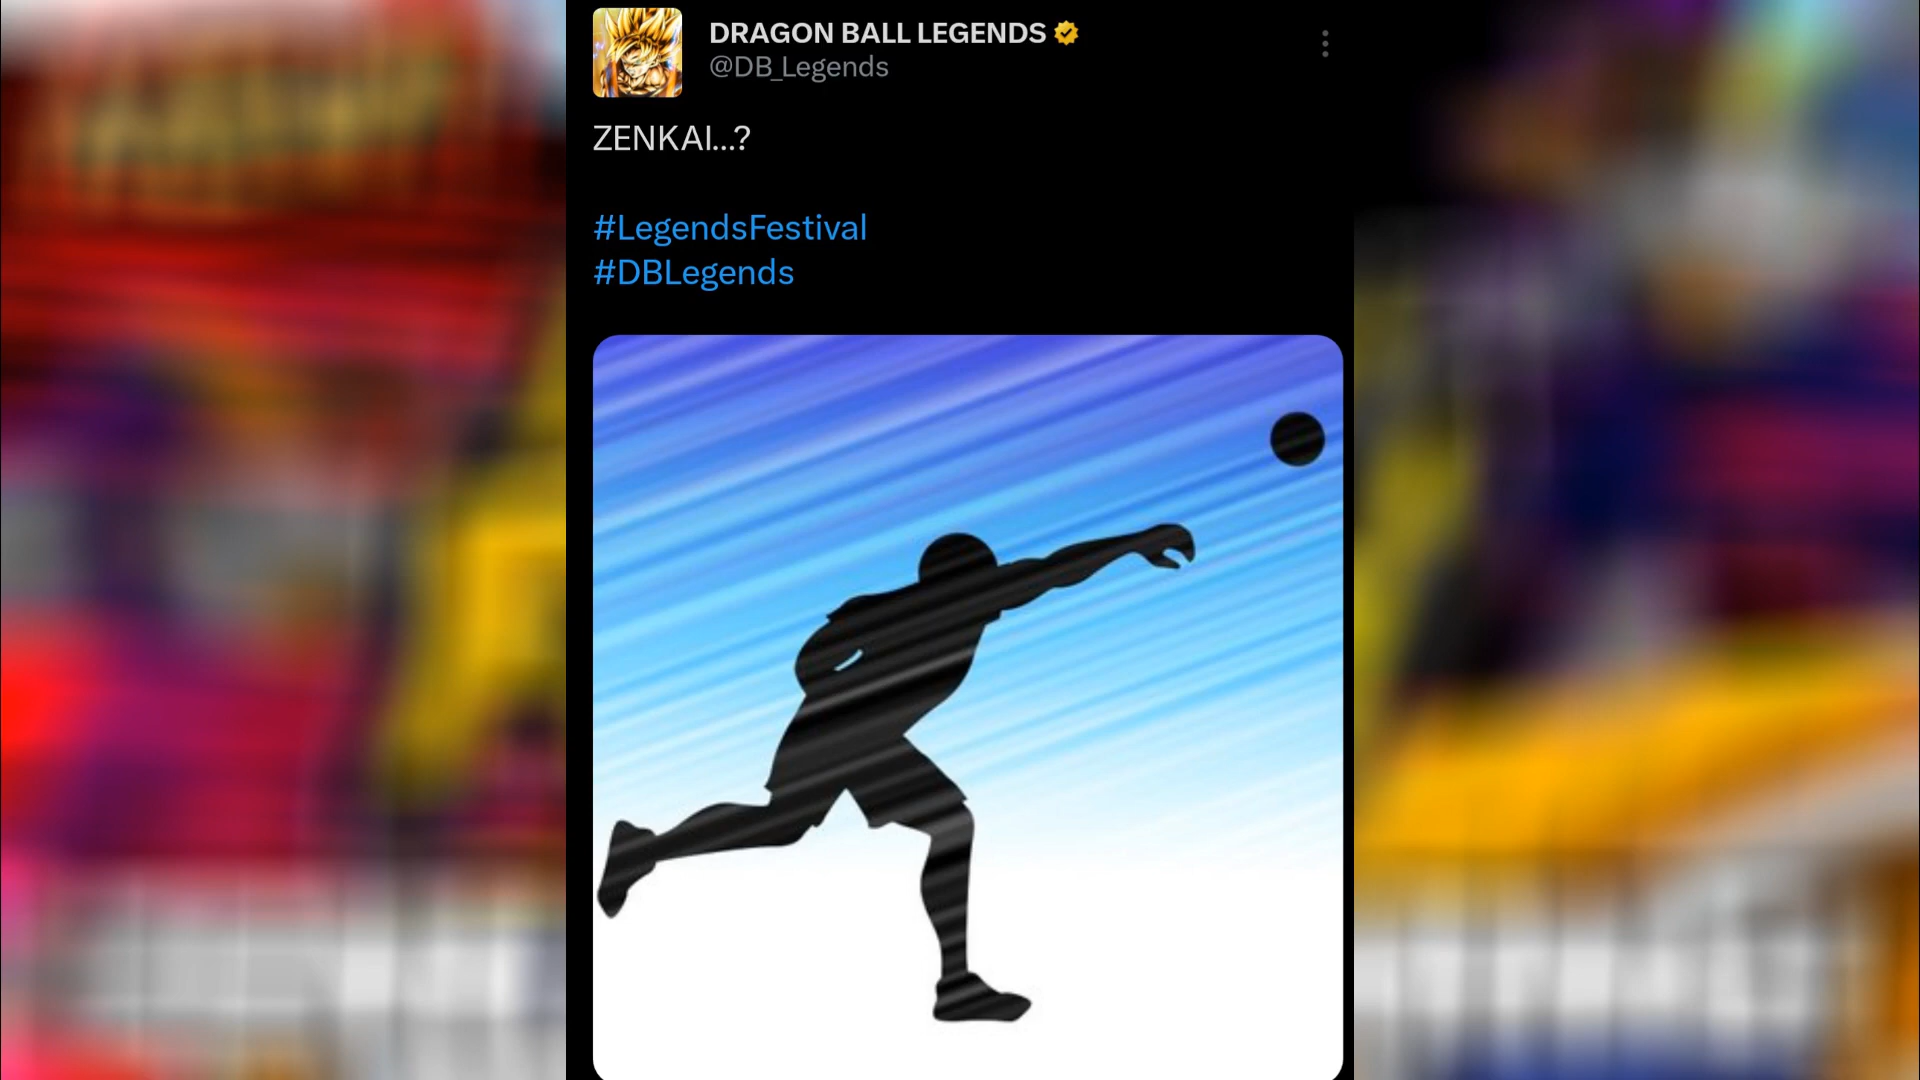 DRAGON BALL LEGENDS
@DB_Legends
ZENKAI...?
#LegendsFestival
#DBLegends